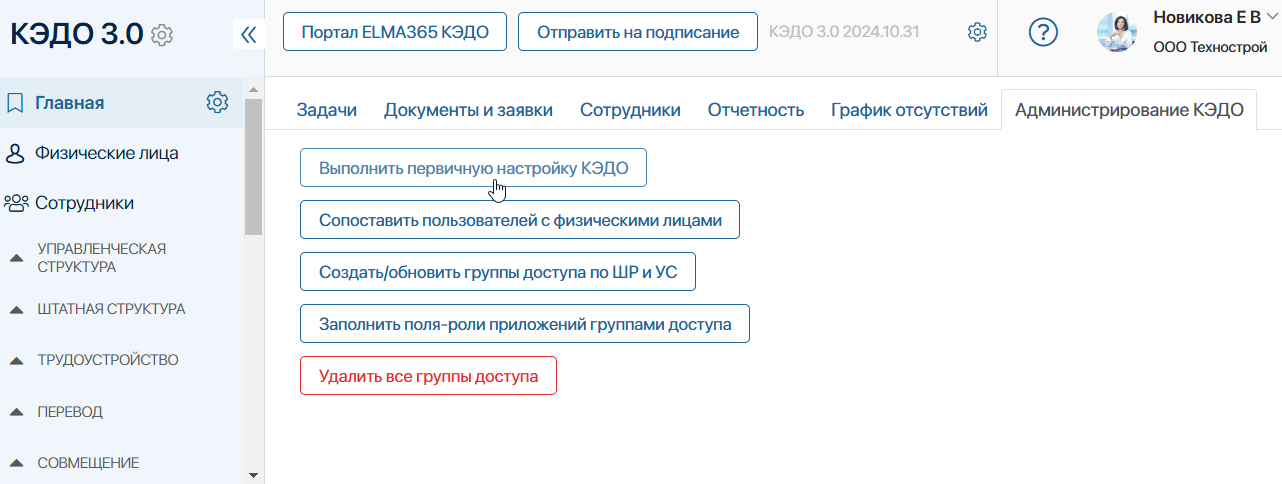 КЭДО 3.0
Портал ELMA365 КЭДО
Отправить на подписание
КЭДО 3.0 2024.10.31
?
Новикова Е В
ООО Технострой
Главная
Физические лица
Сотрудники
УПРАВЛЕНЧЕСКАЯ
СТРУКТУРА
ШТАТНАЯ СТРУКТУРА
ТРУДОУСТРОЙСТВО
ПЕРЕВОД
СОВМЕЩЕНИЕ
Задачи
Документы и заявки
Сотрудники
Отчетность
График отсутствий
Администрирование КЭДО
Выполнить первичную настройку КЭДО
Сопоставить пользователей с физическими лицами
Создать/обновить группы доступа по ШР и УС
Заполнить поля-роли приложений группами доступа
Удалить все группы доступа